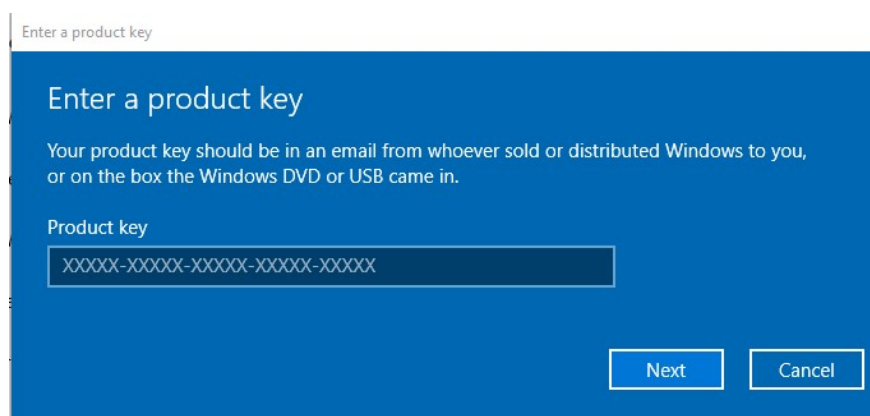 Enter a product key
Enter a product key
Your product key should be in an email from whoever sold or distributed Windows to you,
or on the box the Windows DVD or USB came in.
Product key
XXXXX-XXXXX-XXXXX-XXXXX-XXXXX
Next Cancel